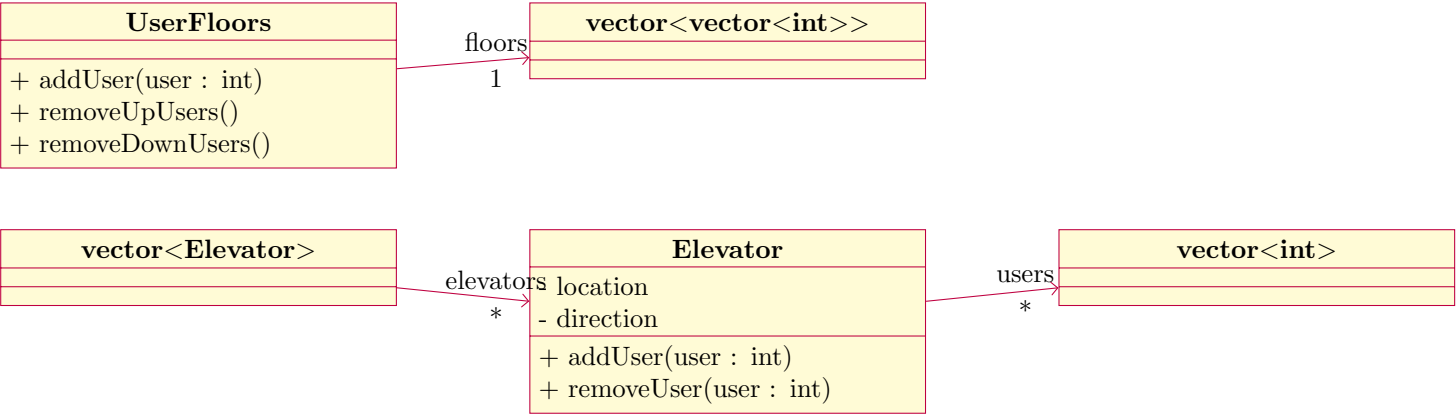 UserFloors
+ addUser(user : int)
+ removeUpUsers()
+ removeDownUsers()
floors
1
vector<vector<int>>
vector<Elevator>
elevators
*
Elevator
- location
- direction
+ addUser(user : int)
+ removeUser(user : int)
users
*
vector<int>